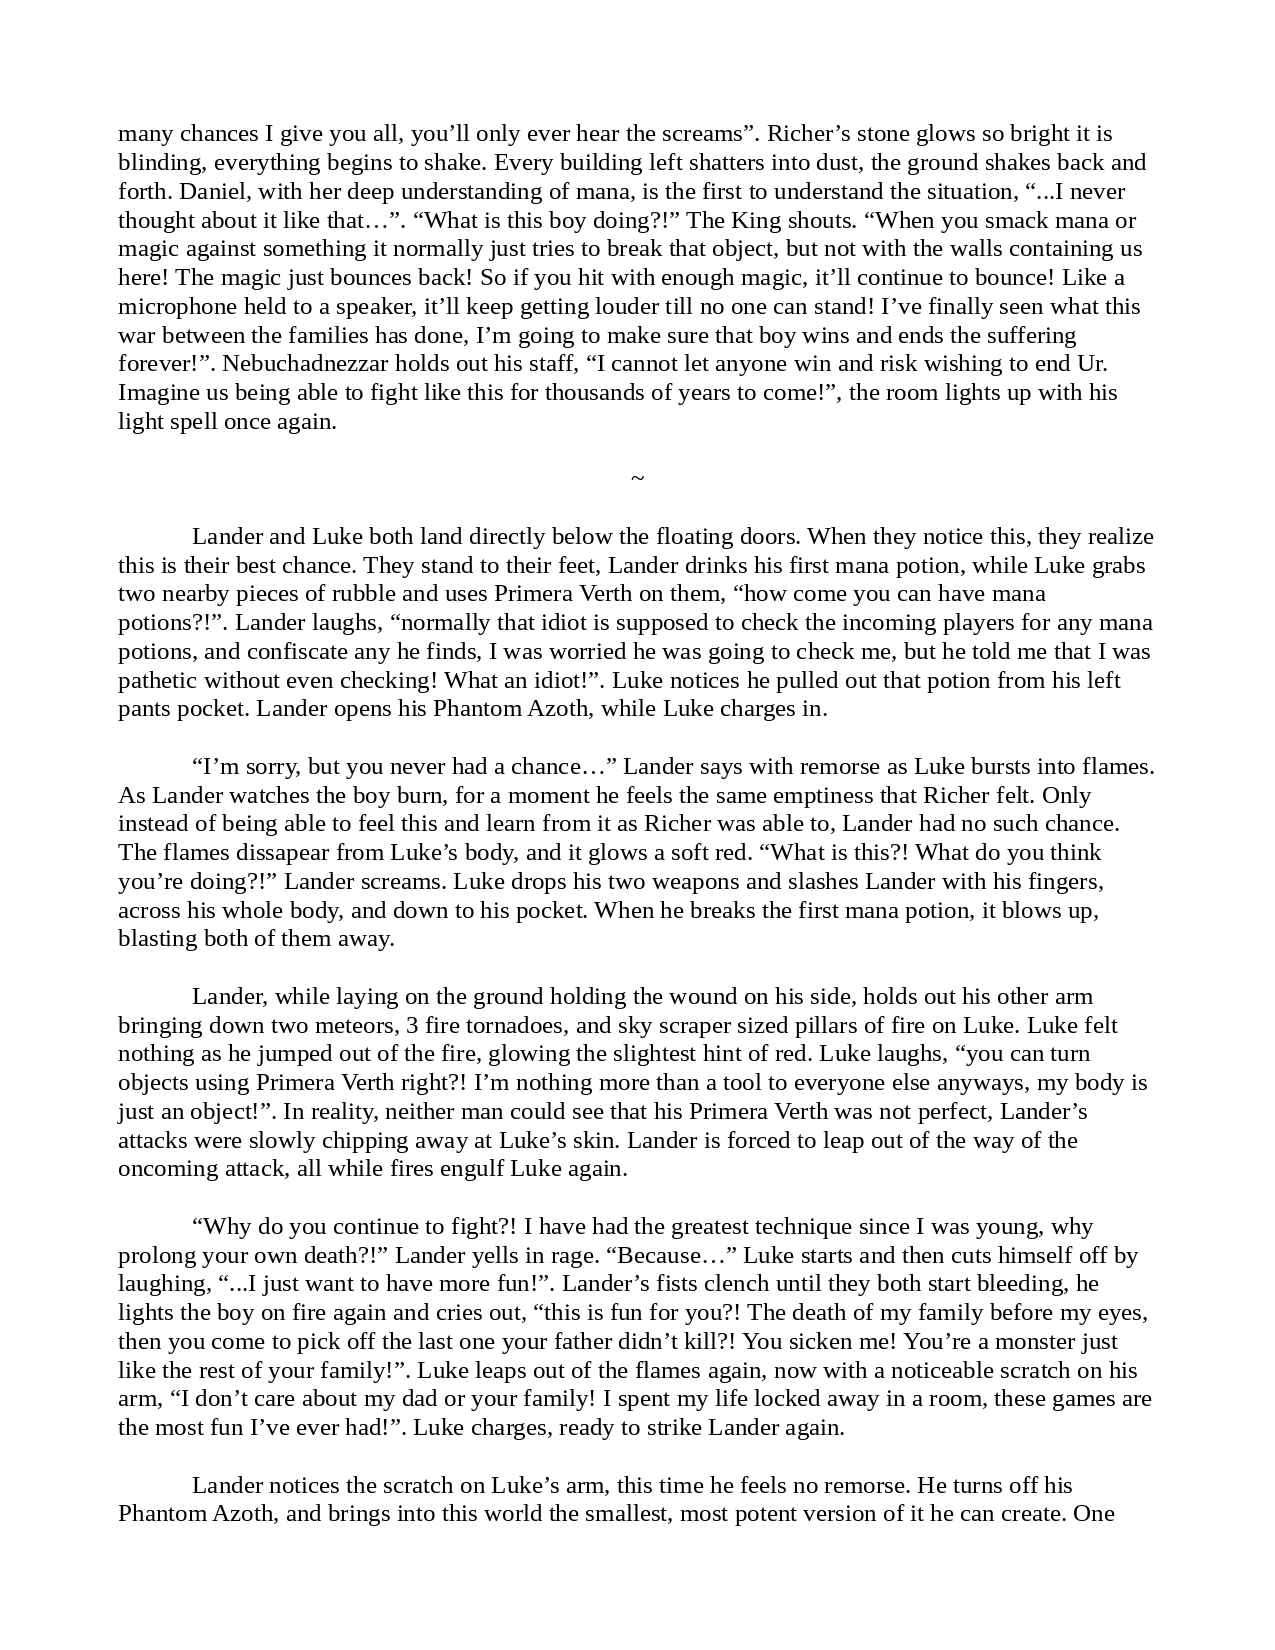 many chances I give you all, you’ll only ever hear the screams”. Richer’s stone glows so bright it is
blinding, everything begins to shake. Every building left shatters into dust, the ground shakes back and
forth. Daniel, with her deep understanding of mana, is the first to understand the situation, “...I never
thought about it like that…”. “What is this boy doing?!” The King shouts. “When you smack mana or
magic against something it normally just tries to break that object, but not with the walls containing us
here! The magic just bounces back! So if you hit with enough magic, it’ll continue to bounce! Like a
microphone held to a speaker, it’ll keep getting louder till no one can stand! I’ve finally seen what this
war between the families has done, I’m going to make sure that boy wins and ends the suffering
forever!”. Nebuchadnezzar holds out his staff, “I cannot let anyone win and risk wishing to end Ur.
Imagine us being able to fight like this for thousands of years to come!”, the room lights up with his
light spell once again.
~
Lander and Luke both land directly below the floating doors. When they notice this, they realize
this is their best chance. They stand to their feet, Lander drinks his first mana potion, while Luke grabs
two nearby pieces of rubble and uses Primera Verth on them, “how come you can have mana
potions?!”. Lander laughs, “normally that idiot is supposed to check the incoming players for any mana
potions, and confiscate any he finds, I was worried he was going to check me, but he told me that I was
pathetic without even checking! What an idiot!”. Luke notices he pulled out that potion from his left
pants pocket. Lander opens his Phantom Azoth, while Luke charges in.
“I’m sorry, but you never had a chance…” Lander says with remorse as Luke bursts into flames.
As Lander watches the boy burn, for a moment he feels the same emptiness that Richer felt. Only
instead of being able to feel this and learn from it as Richer was able to, Lander had no such chance.
The flames dissapear from Luke’s body, and it glows a soft red. “What is this?! What do you think
you’re doing?!” Lander screams. Luke drops his two weapons and slashes Lander with his fingers,
across his whole body, and down to his pocket. When he breaks the first mana potion, it blows up,
blasting both of them away.
Lander, while laying on the ground holding the wound on his side, holds out his other arm
bringing down two meteors, 3 fire tornadoes, and sky scraper sized pillars of fire on Luke. Luke felt
nothing as he jumped out of the fire, glowing the slightest hint of red. Luke laughs, “you can turn
objects using Primera Verth right?! I’m nothing more than a tool to everyone else anyways, my body is
just an object!”. In reality, neither man could see that his Primera Verth was not perfect, Lander’s
attacks were slowly chipping away at Luke’s skin. Lander is forced to leap out of the way of the
oncoming attack, all while fires engulf Luke again.
“Why do you continue to fight?! I have had the greatest technique since I was young, why
prolong your own death?!” Lander yells in rage. “Because…” Luke starts and then cuts himself off by
laughing, “...I just want to have more fun!”. Lander’s fists clench until they both start bleeding, he
lights the boy on fire again and cries out, “this is fun for you?! The death of my family before my eyes,
then you come to pick off the last one your father didn’t kill?! You sicken me! You’re a monster just
like the rest of your family!”. Luke leaps out of the flames again, now with a noticeable scratch on his
arm, “I don’t care about my dad or your family! I spent my life locked away in a room, these games are
the most fun I’ve ever had!”. Luke charges, ready to strike Lander again.
Lander notices the scratch on Luke’s arm, this time he feels no remorse. He turns off his
Phantom Azoth, and brings into this world the smallest, most potent version of it he can create. One